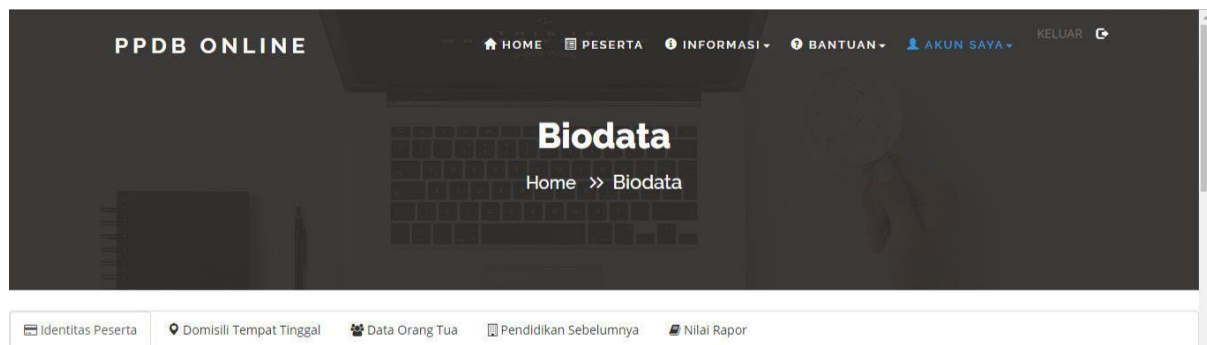 PPDB ONLINE
HOME PESERTA INFORMASI BANTUAN AKUN SAYA KELUAR
Biodata
Home >> Biodata
Identitas Peserta Domisili Tempat Tinggal Data Orang Tua Pendidikan Sebelumnya Nilai Rapor